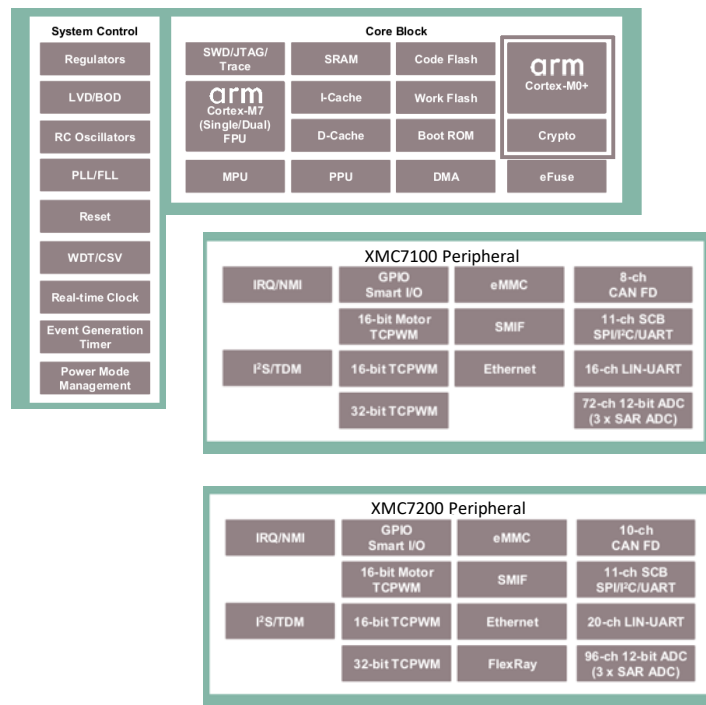 System Control
Regulators
LVD/BOD
RC Oscillators
PLL/FLL
Reset
WDT/CSV
Real-time Clock
Event Generation
Timer
Power Mode
Management
Core Block
SWD/JTAG/
Trace
SRAM
Code Flash
arm
Cortex-M0+
arm
Cortex-M7
(Single/Dual)
FPU
I-Cache
Work Flash
D-Cache
Boot ROM
Crypto
MPU
PPU
DMA
eFuse
XMC7100 Peripheral
IRQ/NMI
GPIO
Smart I/O
eMMC
8-ch
CAN FD
16-bit Motor
TCPWM
SMIF
11-ch SCB
SPI/I²C/UART
I²S/TDM
16-bit TCPWM
Ethernet
16-ch LIN-UART
32-bit TCPWM
72-ch 12-bit ADC
(3 x SAR ADC)
XMC7200 Peripheral
IRQ/NMI
GPIO
Smart I/O
eMMC
10-ch
CAN FD
16-bit Motor
TCPWM
SMIF
11-ch SCB
SPI/I²C/UART
I²S/TDM
16-bit TCPWM
Ethernet
20-ch LIN-UART
32-bit TCPWM
FlexRay
96-ch 12-bit ADC
(3 x SAR ADC)